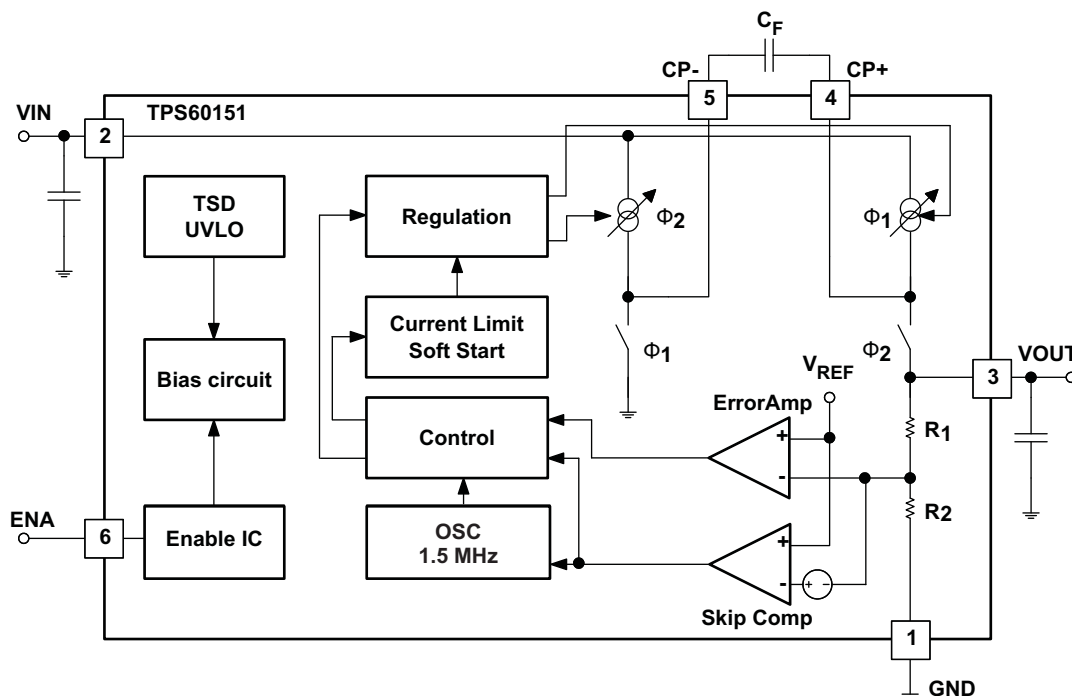 CF
CP-
CP+
5
4
VIN
TPS60151
2
TSD
UVLO
Regulation
Φ2
Φ1
Current Limit
Soft Start
Φ1
Φ2
VOUT
3
Bias circuit
VREF
ErrorAmp
Control
+
-
R1
R2
ENA
6
Enable IC
OSC
1.5 MHz
+
-
+ -
Skip Comp
1
GND